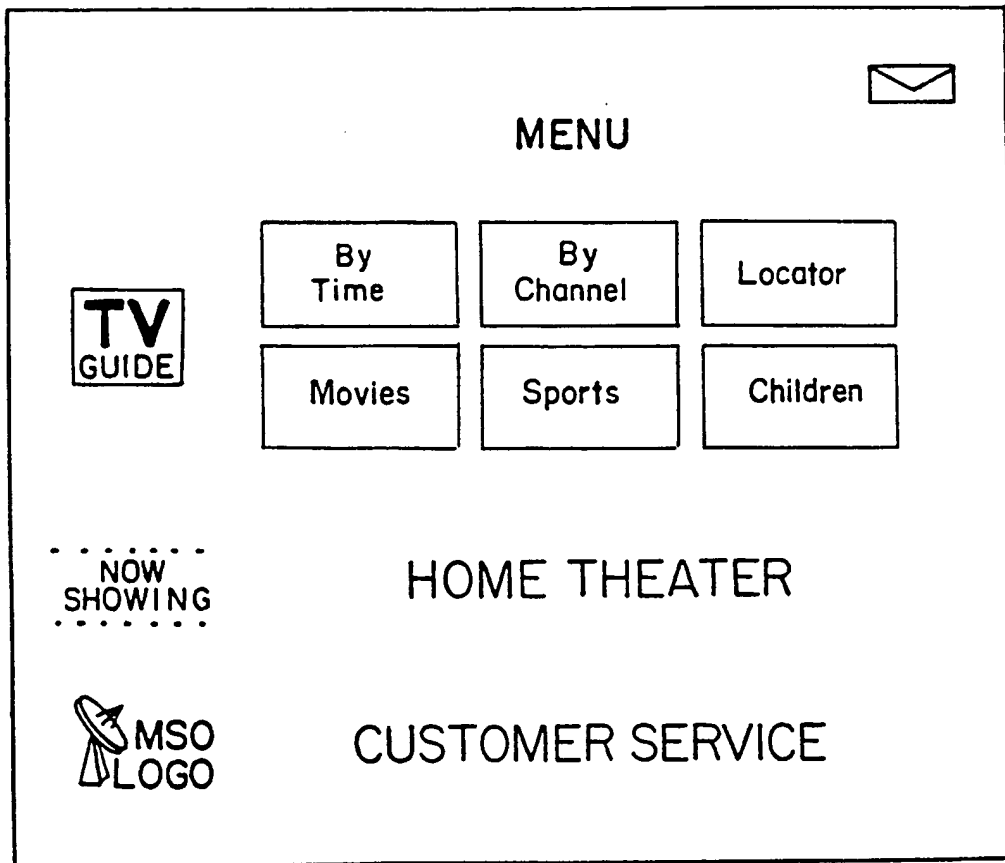 MENU
By
Time
By
Channel
Locator
TV
GUIDE
Movies
Sports
Children
NOW
SHOWING
HOME THEATER
MSO
LOGO
CUSTOMER SERVICE